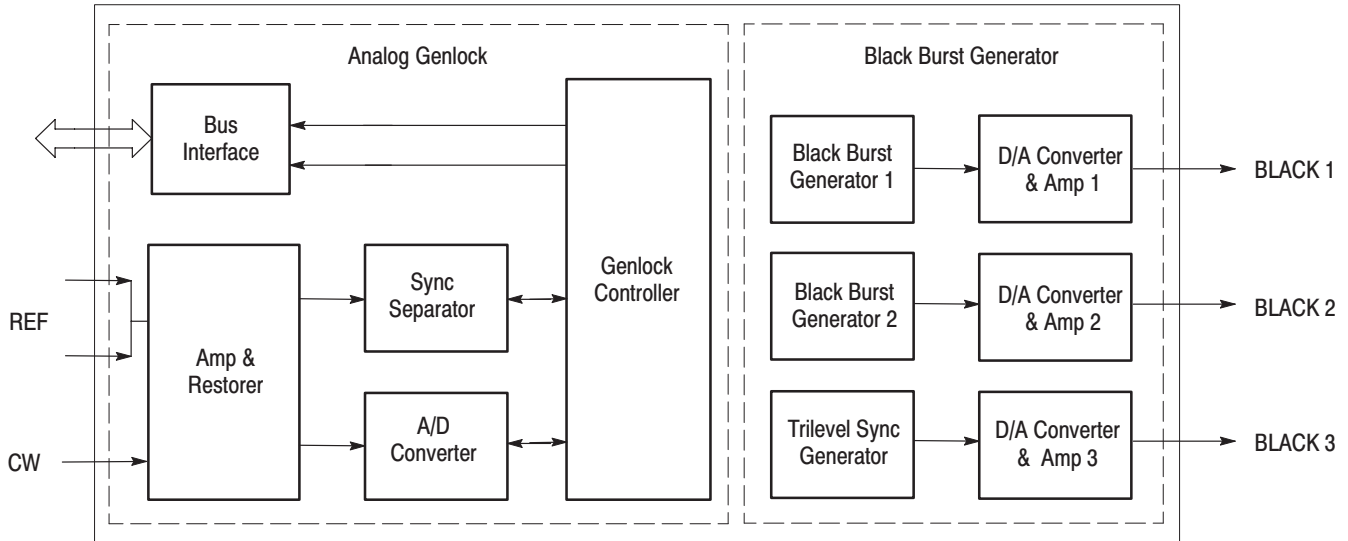 Analog Genlock
Black Burst Generator
Bus
Interface
Black Burst
Generator 1
D/A Converter
& Amp 1
BLACK 1
REF
CW
Amp &
Restorer
Sync
Separator
A/D
Converter
Genlock
Controller
Black Burst
Generator 2
D/A Converter
& Amp 2
BLACK 2
Trilevel Sync
Generator
D/A Converter
& Amp 3
BLACK 3